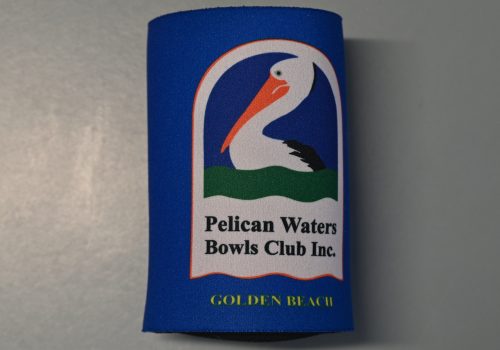 Pelican Waters
Bowls Club Inc.
GOLDEN BEACH